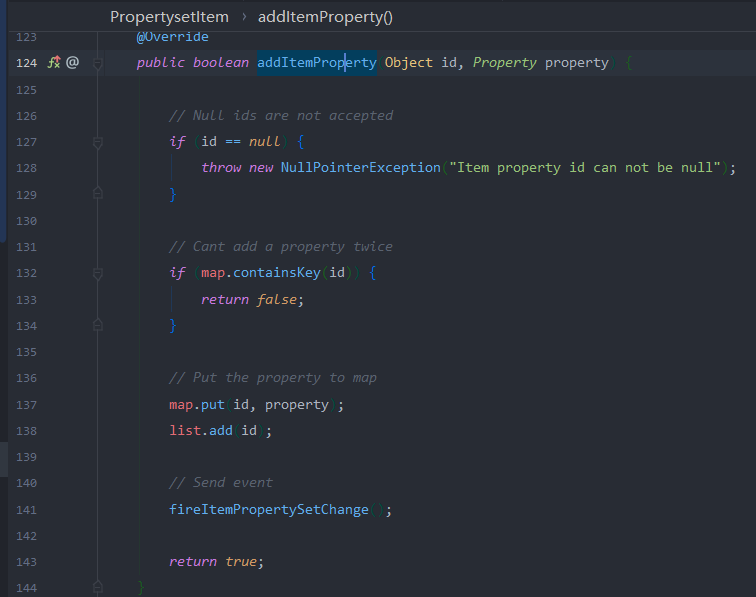 PropertysetItem › addItemProperty()
123 @Override
124 @ public boolean addItemProperty(Object id, Property property) {
125
126 // Null ids are not accepted
127 if (id == null) {
128 throw new NullPointerException("Item property id can not be null");
129 }
130
131 // Cant add a property twice
132 if (map.containsKey(id)) {
133 return false;
134 }
135
136 // Put the property to map
137 map.put(id, property);
138 list.add(id);
139
140 // Send event
141 fireItemPropertySetChange();
142
143 return true;
144 }